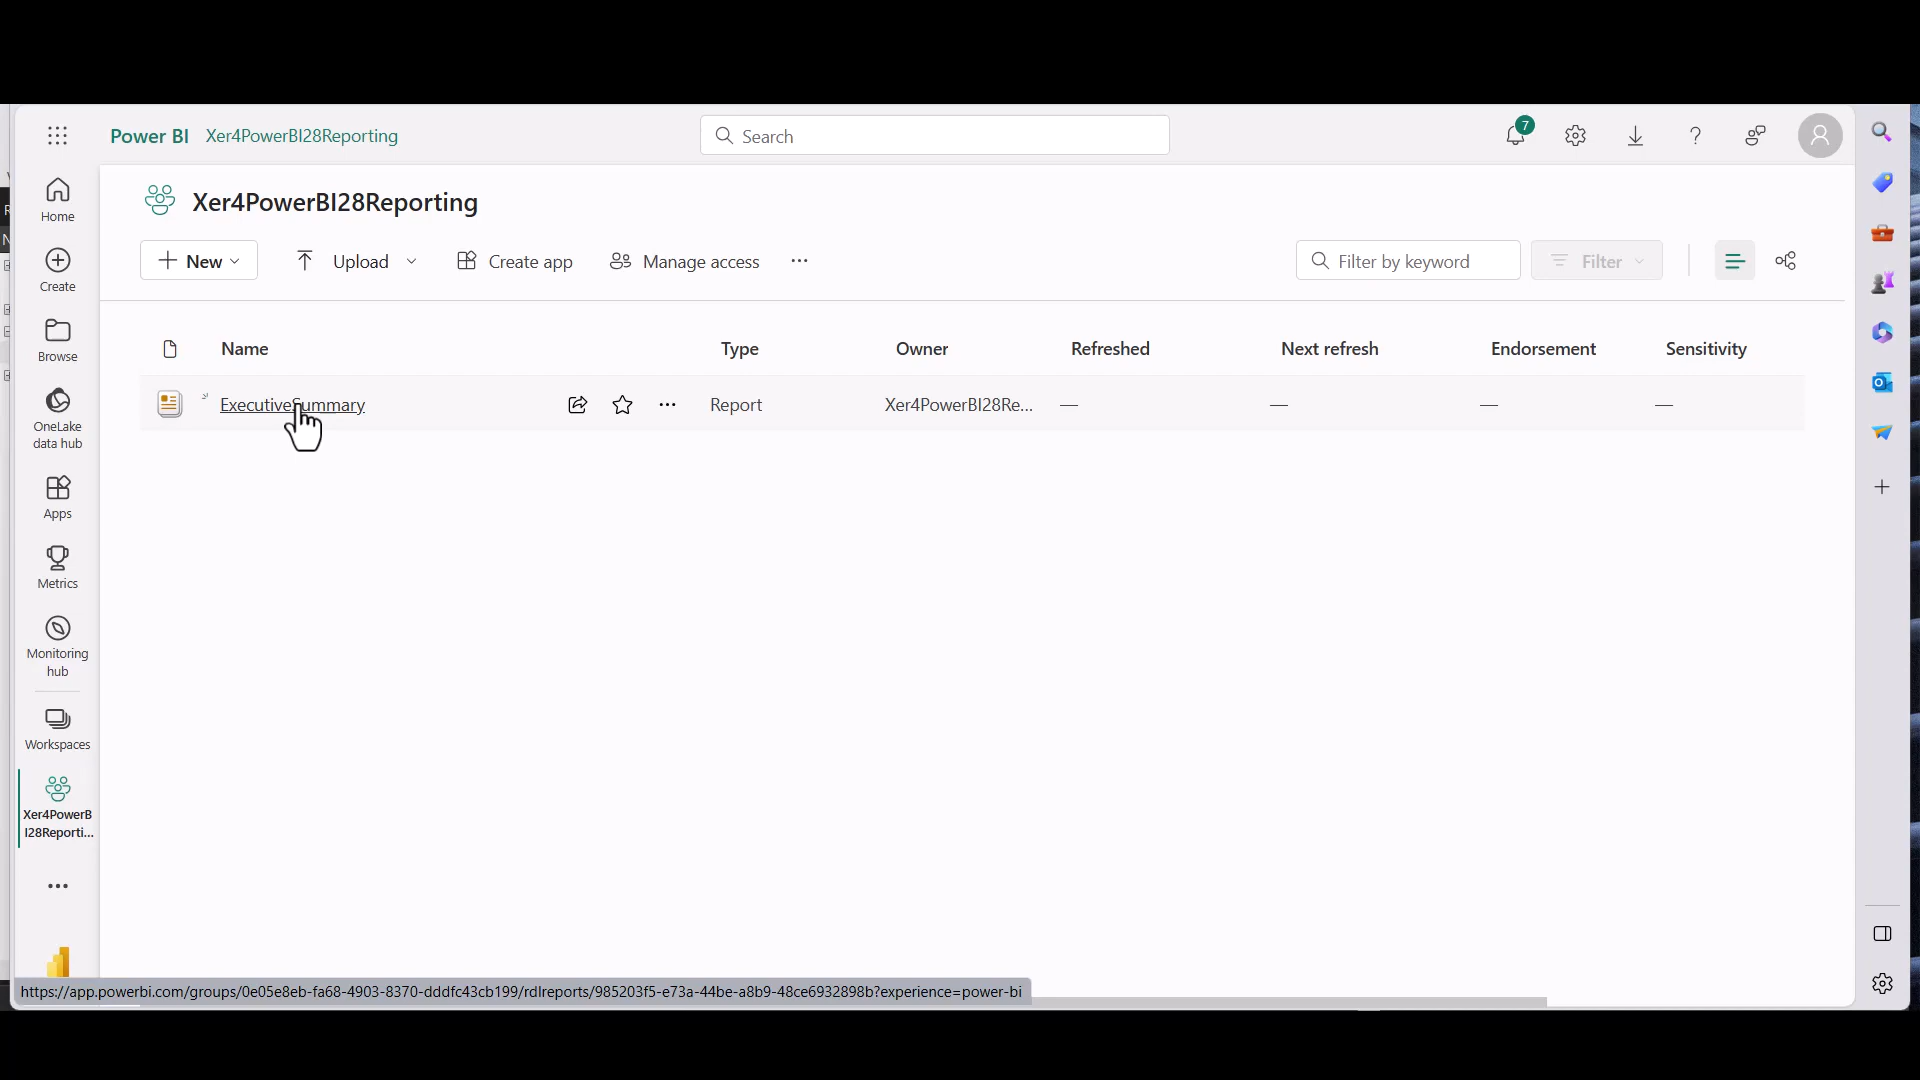 Power BI Xer4PowerBI28Reporting
Search
7
Home
Create
Browse
OneLake
data hub
Apps
Metrics
Monitoring
hub
Workspaces
Xer4PowerB
I28Reporti...
Xer4PowerBI28Reporting
New
Upload
Create app
Manage access
Filter by keyword
Filter
Name Type Owner Refreshed Next refresh Endorsement Sensitivity
ExecutiveSummary Report Xer4PowerBI28Re... — — — —
https://app.powerbi.com/groups/0e05e8eb-fa68-4903-8370-dddfc43cb199/rdlreports/985203f5-e73a-44be-a8b9-48ce6932898b?experience=power-bi